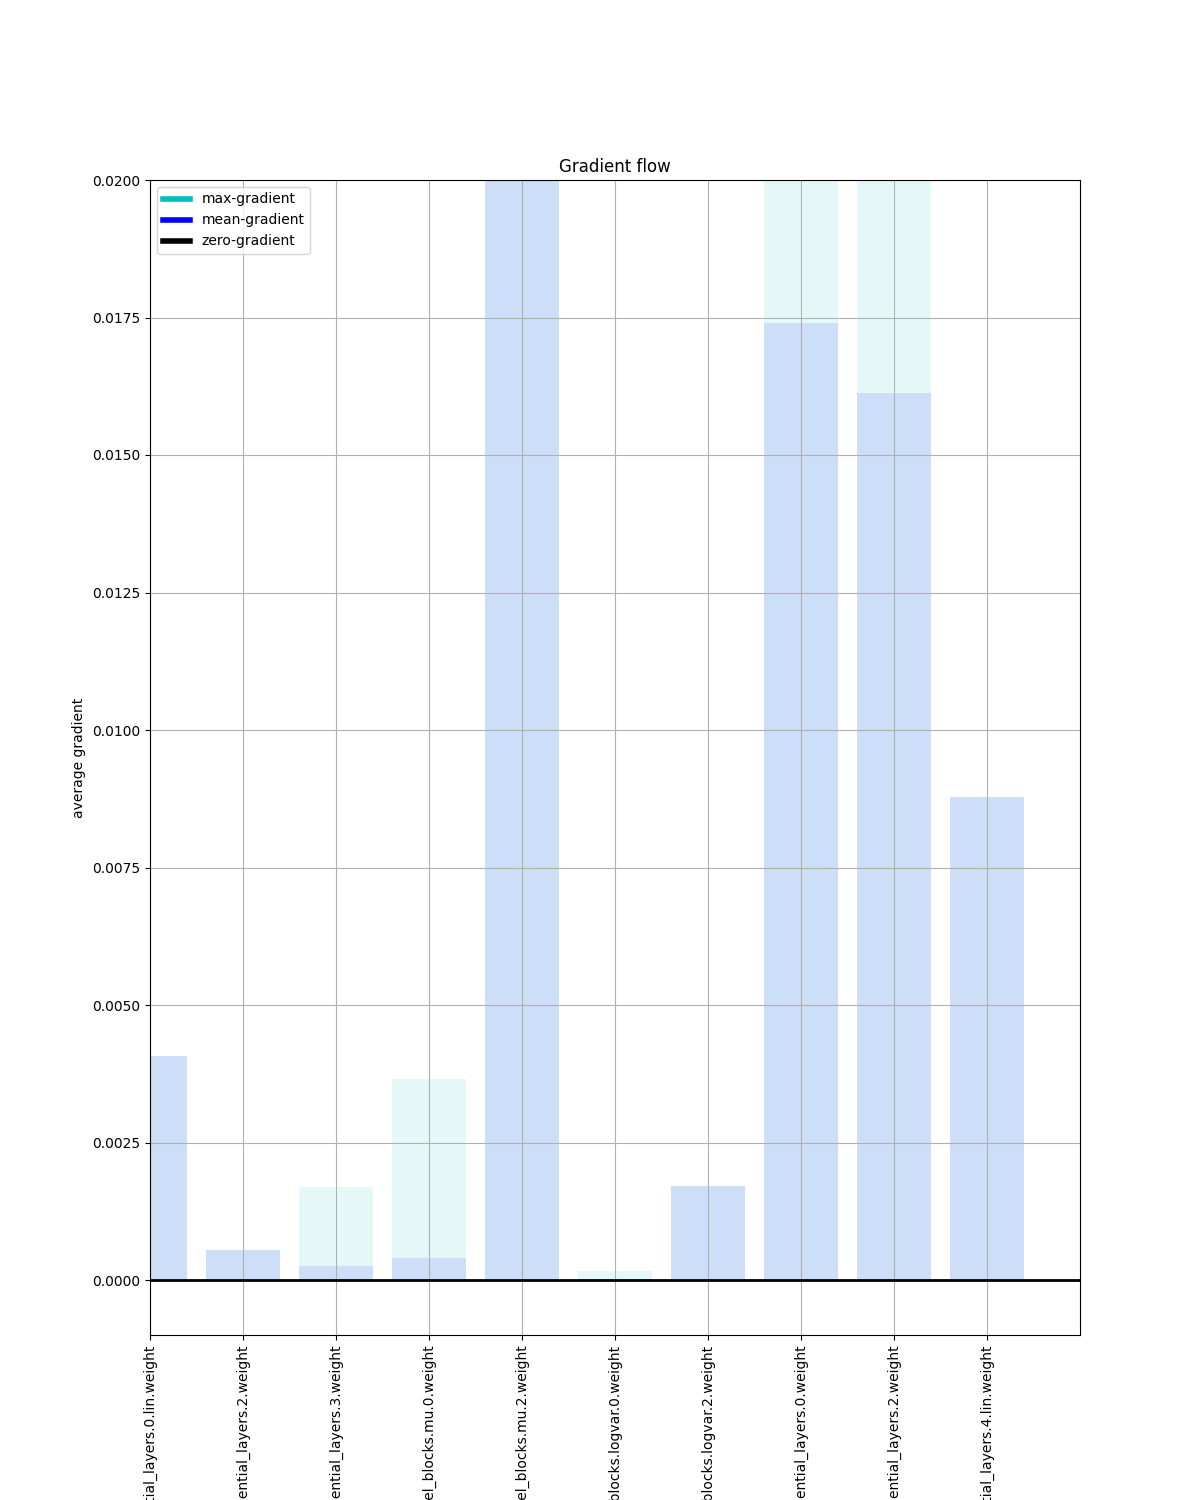 Gradient flow
max-gradient
mean-gradient
zero-gradient
0.0200
0.0175
0.0150
0.0125
0.0100
0.0075
0.0050
0.0025
0.0000
average gradient
tial_layers.0.lin.weight
ential_layers.2.weight
ential_layers.3.weight
el_blocks.mu.0.weight
el_blocks.mu.2.weight
blocks.logvar.0.weight
blocks.logvar.2.weight
ential_layers.0.weight
ential_layers.2.weight
tial_layers.4.lin.weight